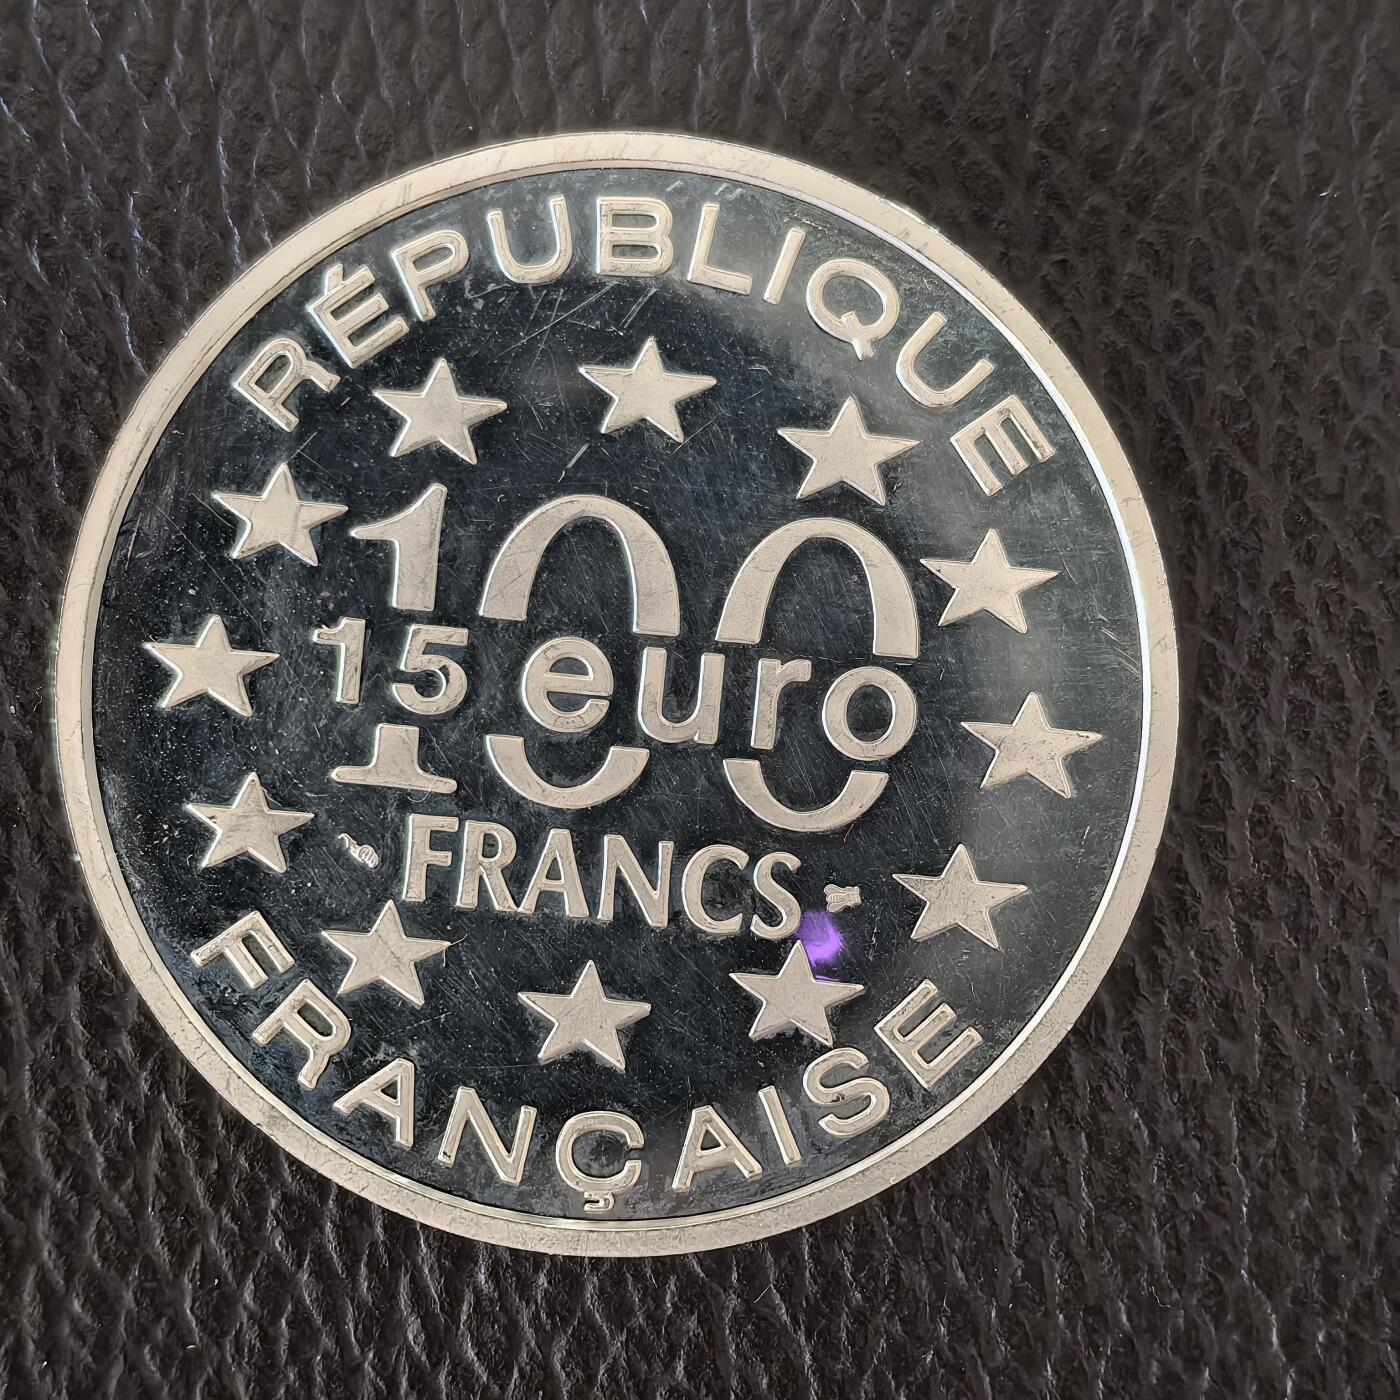 RÉPUBLIQUE
100
15 euro
FRANCS
FRANÇAISE